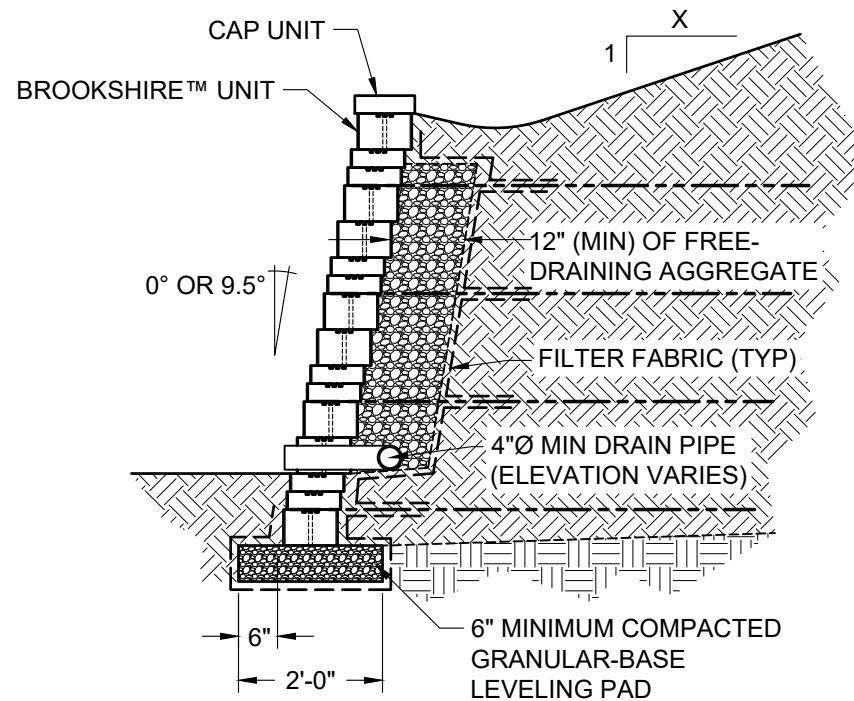 CAP UNIT
X
1
BROOKSHIRE™ UNIT
12" (MIN) OF FREE-
DRAINING AGGREGATE
0° OR 9.5°
FILTER FABRIC (TYP)
4"Ø MIN DRAIN PIPE
(ELEVATION VARIES)
6"
2'-0"
6" MINIMUM COMPACTED
GRANULAR-BASE
LEVELING PAD